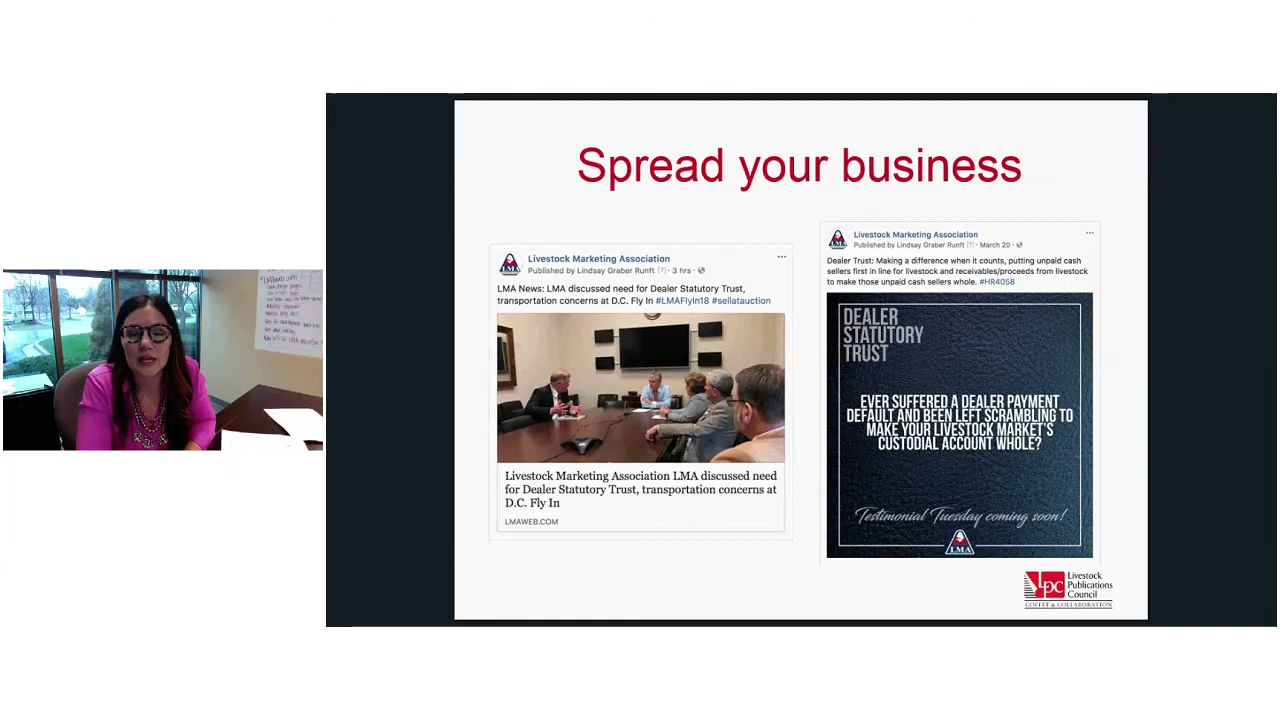 Spread your business
Livestock Marketing Association
Published by Lindsay Graber Runft [?] · 3 hrs ·
LMA News: LMA discussed need for Dealer Statutory Trust,
transportation concerns at D.C. Fly In #LMAFlyIn18 #sellatauction
Livestock Marketing Association LMA discussed need
for Dealer Statutory Trust, transportation concerns at
D.C. Fly In
LMAWEB.COM
Livestock Marketing Association
Published by Lindsay Graber Runft [?] · March 20 ·
Dealer Trust: Making a difference when it counts, putting unpaid cash
sellers first in line for livestock and receivables/proceeds from livestock
to make those unpaid cash sellers whole. #HR4058
DEALER
STATUTORY
TRUST
EVER SUFFERED A DEALER PAYMENT
DEFAULT AND BEEN LEFT SCRAMBLING TO
MAKE YOUR LIVESTOCK MARKET'S
CUSTODIAL ACCOUNT WHOLE?
Testimonial Tuesday coming soon!
LMA
LPC
Livestock
Publications
Council
COFFEE & COLLABORATION